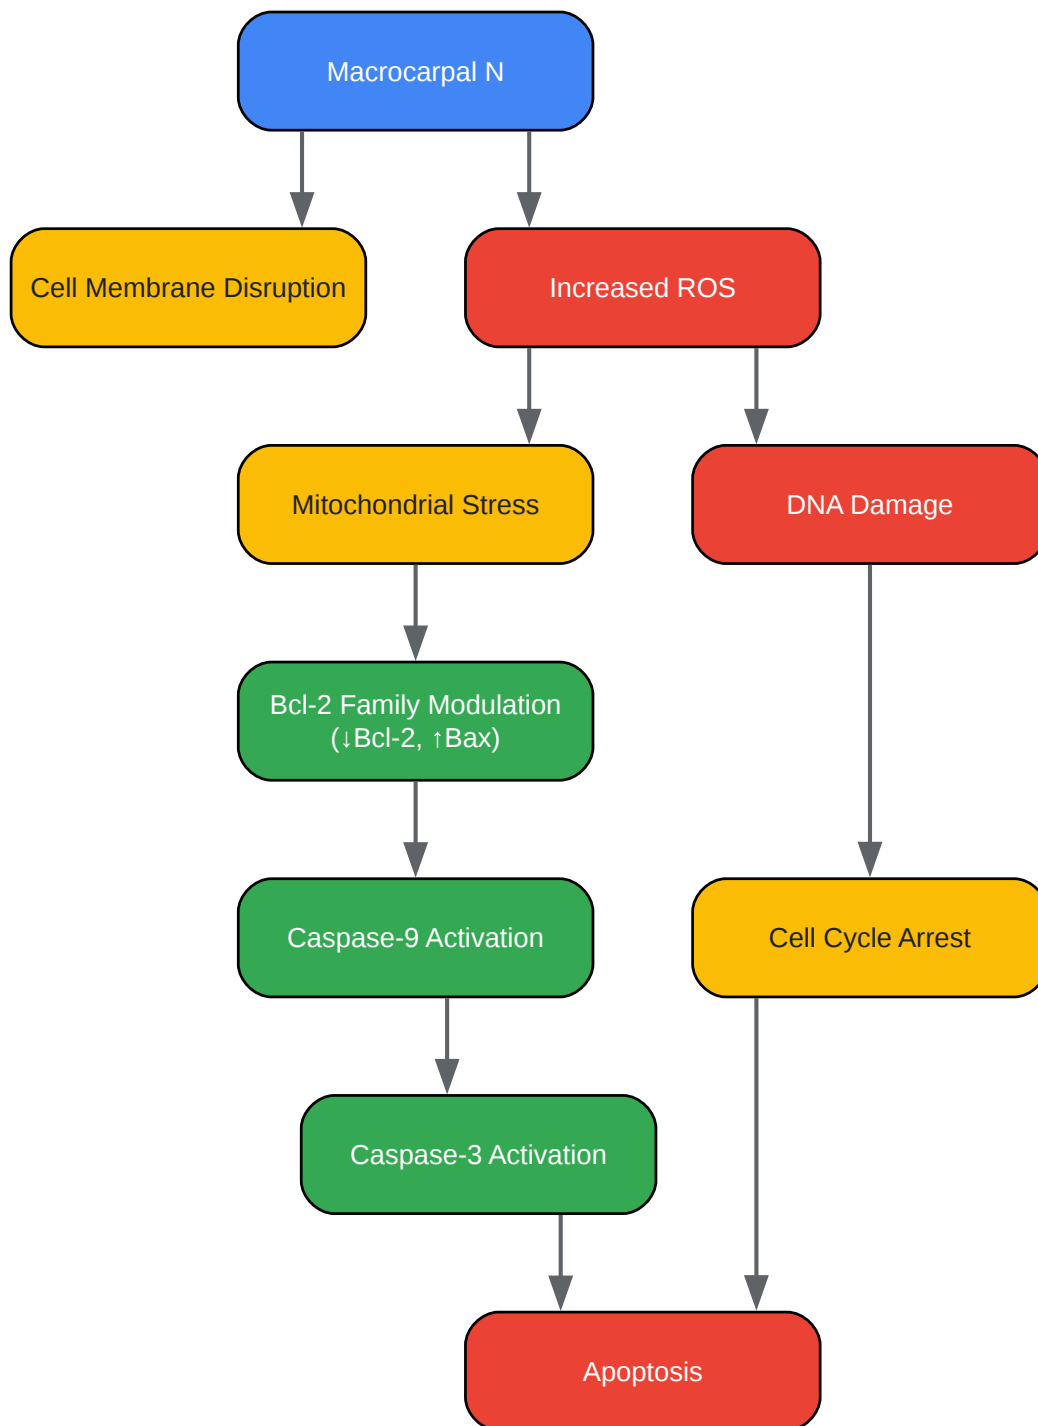 Macrocarpal N
Cell Membrane Disruption
Increased ROS
Mitochondrial Stress
DNA Damage
Bcl-2 Family Modulation
(↓Bcl-2, ↑Bax)
Caspase-9 Activation
Cell Cycle Arrest
Caspase-3 Activation
Apoptosis